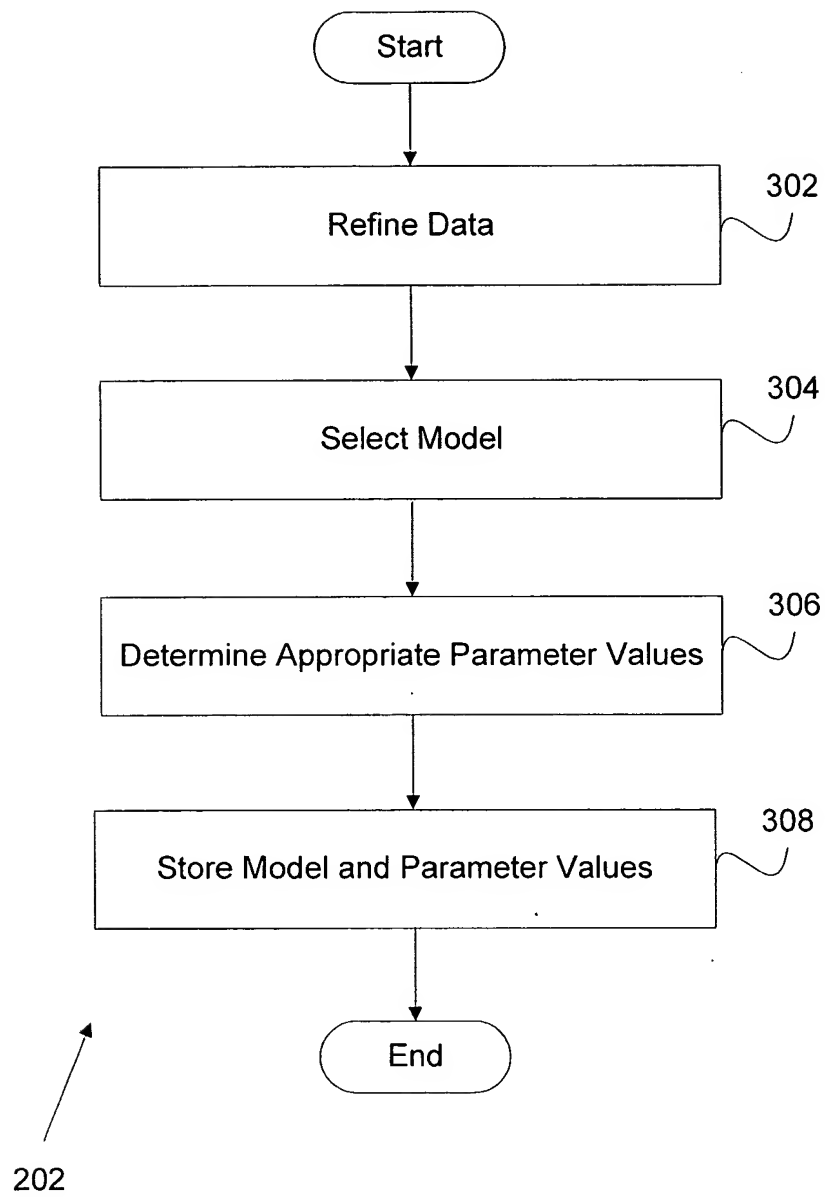 Start
302
Refine Data
304
Select Model
306
Determine Appropriate Parameter Values
308
Store Model and Parameter Values
End
202